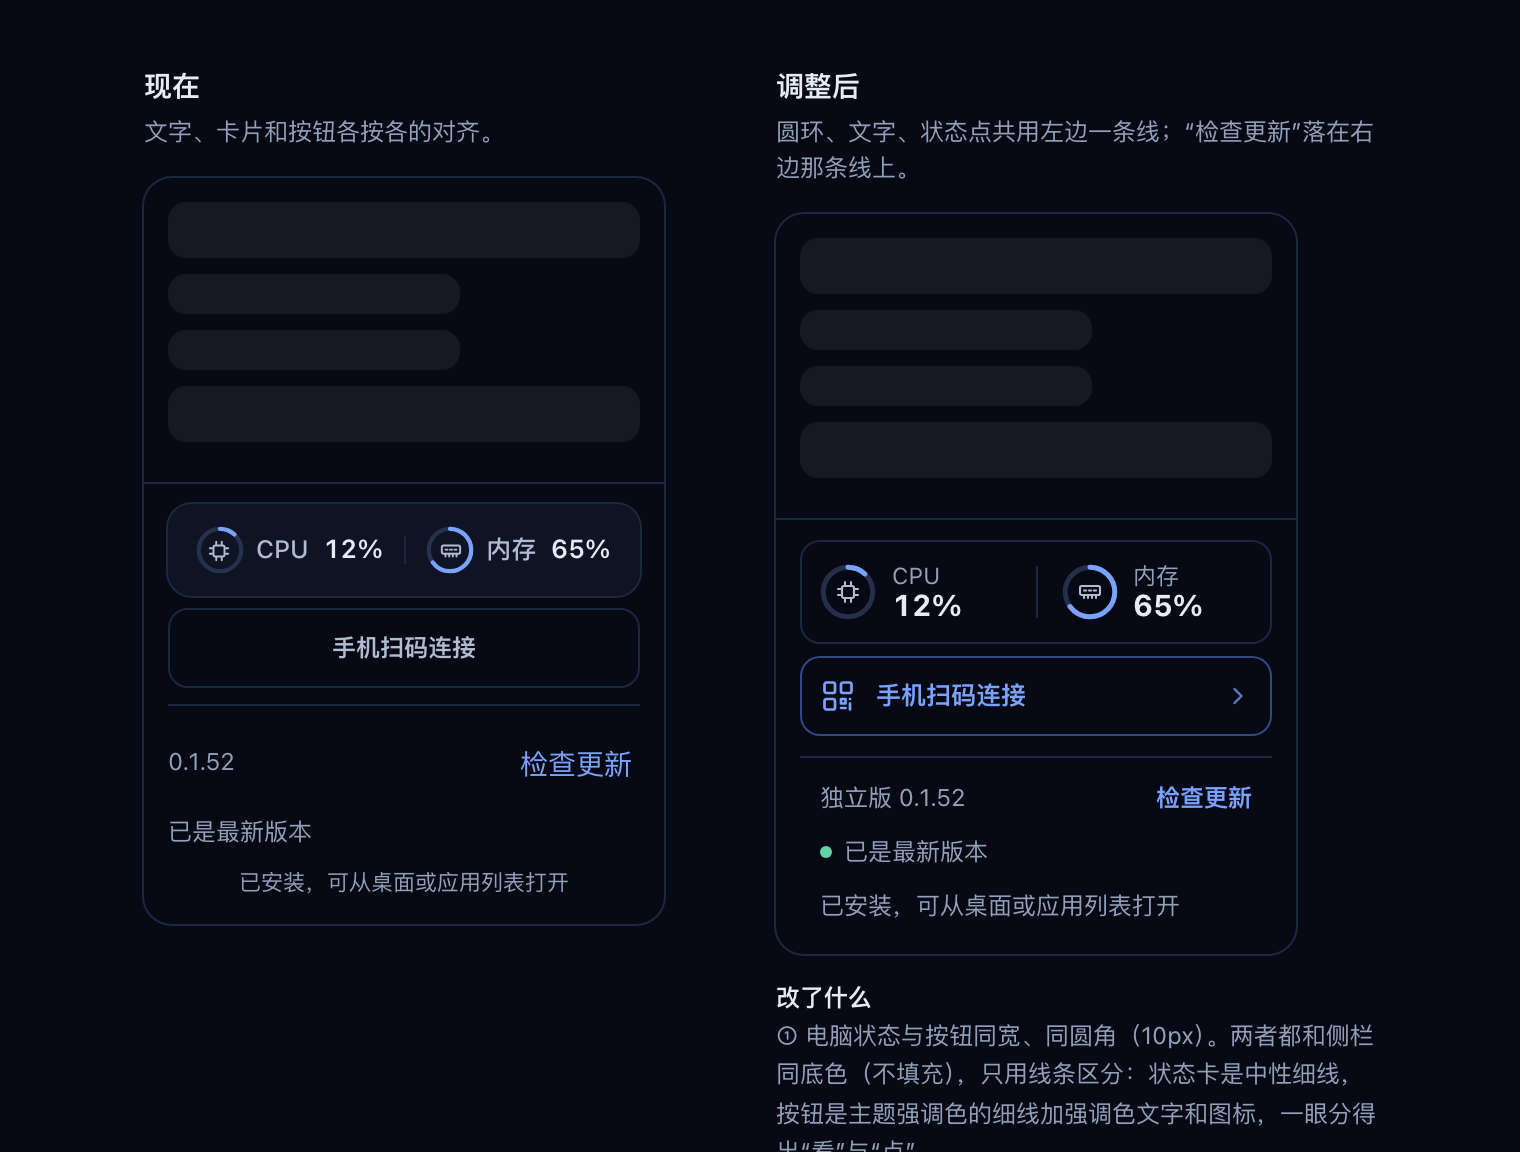 现在
文字、卡片和按钮各按各的对齐。
CPU 12% 内存 65%
手机扫码连接
0.1.52 检查更新
已是最新版本
已安装，可从桌面或应用列表打开
调整后
圆环、文字、状态点共用左边一条线；“检查更新”落在右
边那条线上。
CPU 内存
12% 65%
手机扫码连接
独立版 0.1.52 检查更新
已是最新版本
已安装，可从桌面或应用列表打开
改了什么
① 电脑状态与按钮同宽、同圆角（10px）。两者都和侧栏
同底色（不填充），只用线条区分：状态卡是中性细线，
按钮是主题强调色的细线加强调色文字和图标，一眼分得
出“看”与“点”